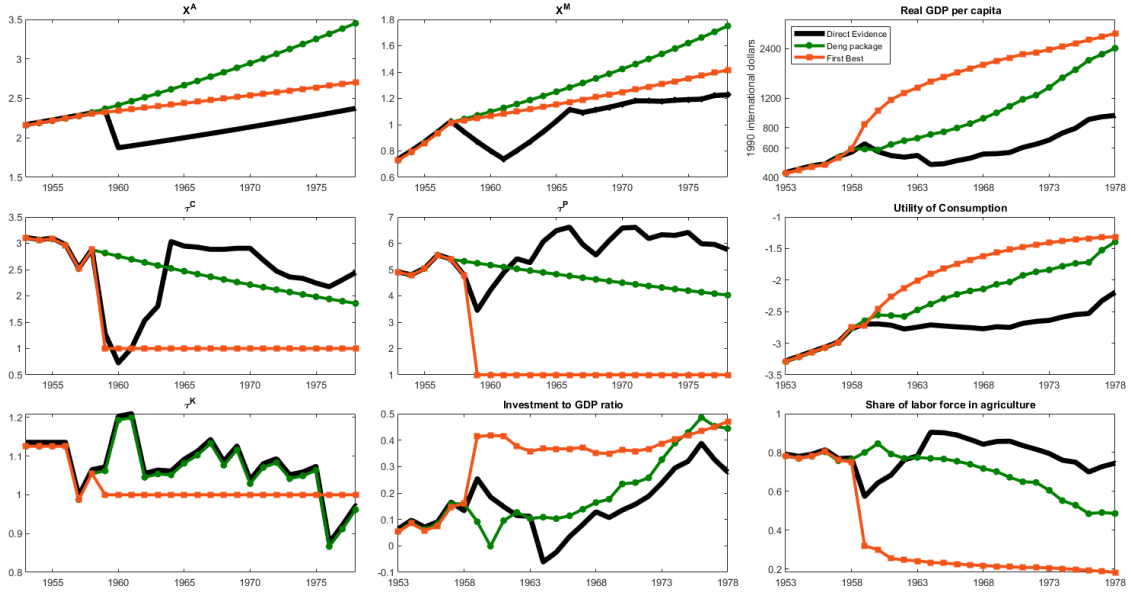 X^A
3.5
3
2.5
2
1.5
1955 1960 1965 1970 1975
X^M
1.8
1.6
1.4
1.2
1
0.8
0.6
1955 1960 1965 1970 1975
Real GDP per capita
1990 international dollars
2400
1200
800
600
400
Direct Evidence
Deng package
First Best
1953 1958 1963 1968 1973 1978
τ^C
3.5
3
2.5
2
1.5
1
0.5
1955 1960 1965 1970 1975
τ^P
7
6
5
4
3
2
1
1955 1960 1965 1970 1975
Utility of Consumption
-1
-1.5
-2
-2.5
-3
-3.5
1953 1958 1963 1968 1973 1978
τ^K
1.2
1.1
1
0.9
0.8
1955 1960 1965 1970 1975
Investment to GDP ratio
0.5
0.4
0.3
0.2
0.1
0
-0.1
1953 1958 1963 1968 1973 1978
Share of labor force in agriculture
1
0.8
0.6
0.4
0.2
1953 1958 1963 1968 1973 1978